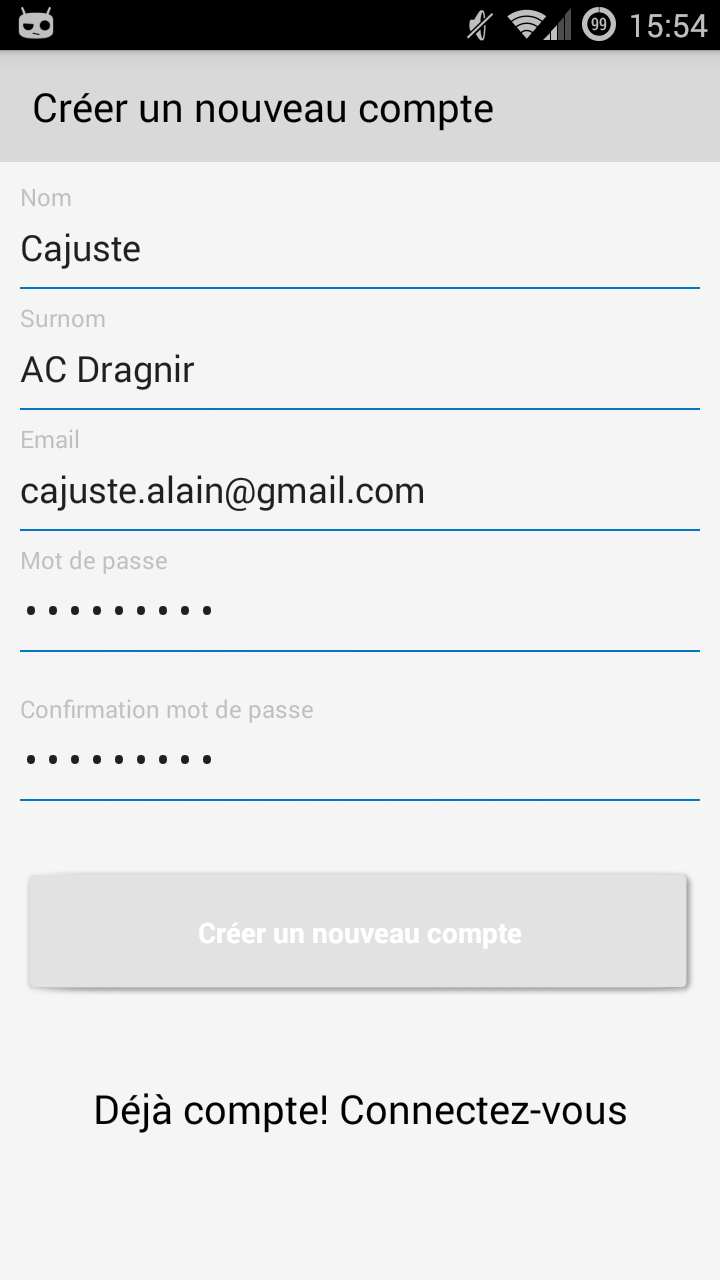 99 15:54
Créer un nouveau compte
Nom
Cajuste
Surnom
AC Dragnir
Email
cajuste.alain@gmail.com
Mot de passe
•••••••••
Confirmation mot de passe
•••••••••
Créer un nouveau compte
Déjà compte! Connectez-vous